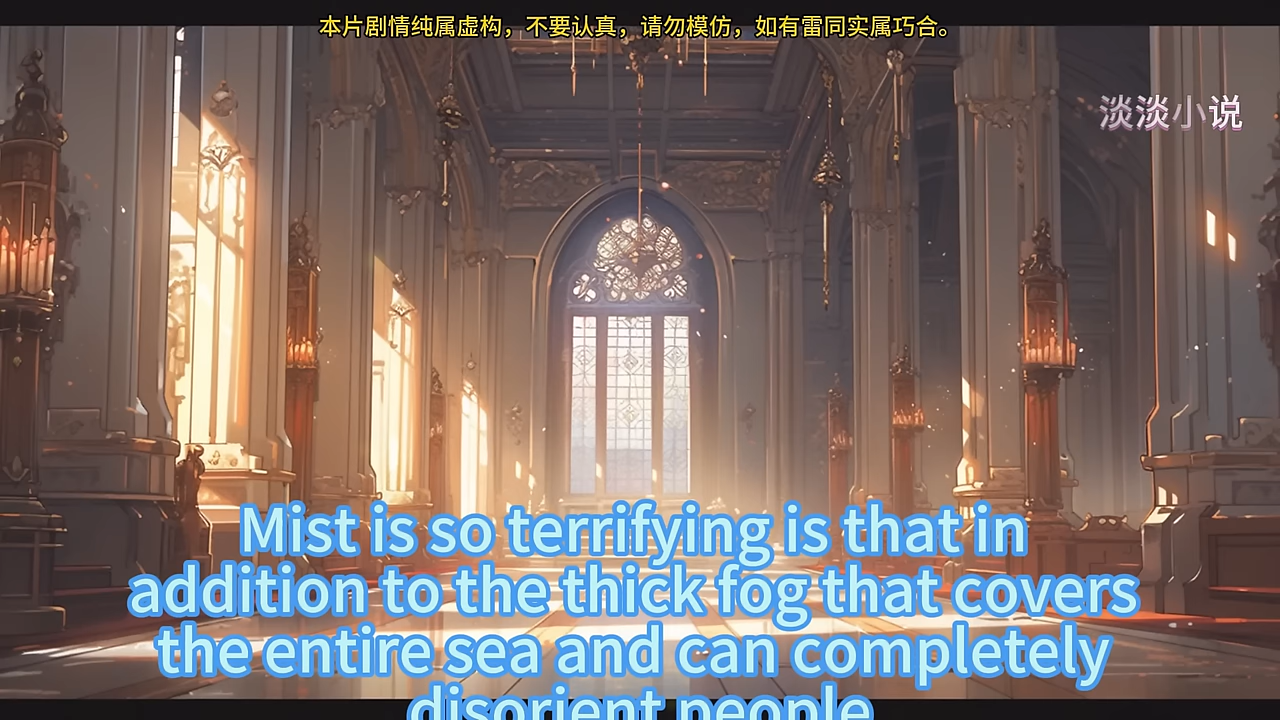 本片剧情纯属虚构，不要认真，请勿模仿，如有雷同实属巧合。
淡淡小说
Mist is so terrifying is that in
addition to the thick fog that covers
the entire sea and can completely
disorient people